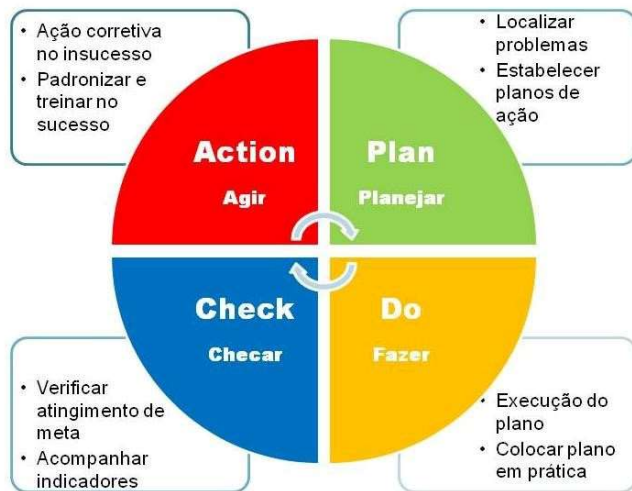 • Ação corretiva
no insucesso
• Padronizar e
treinar no
sucesso
• Localizar
problemas
• Estabelecer
planos de
ação
Action
Agir
Plan
Planejar
Check
Checar
Do
Fazer
• Verificar
atingimento de
meta
• Acompanhar
indicadores
• Execução do
plano
• Colocar plano
em prática